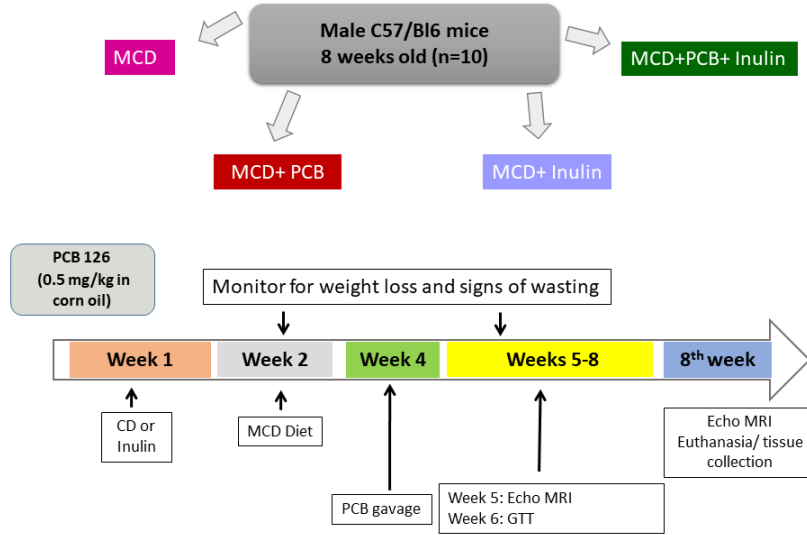 Male C57/Bl6 mice
8 weeks old (n=10)
MCD
MCD+PCB+ Inulin
MCD+ PCB
MCD+ Inulin
PCB 126
(0.5 mg/kg in
corn oil)
Monitor for weight loss and signs of wasting
Week 1
Week 2
Week 4
Weeks 5-8
8th week
CD or
Inulin
MCD Diet
PCB gavage
Week 5: Echo MRI
Week 6: GTT
Echo MRI
Euthanasia/ tissue
collection